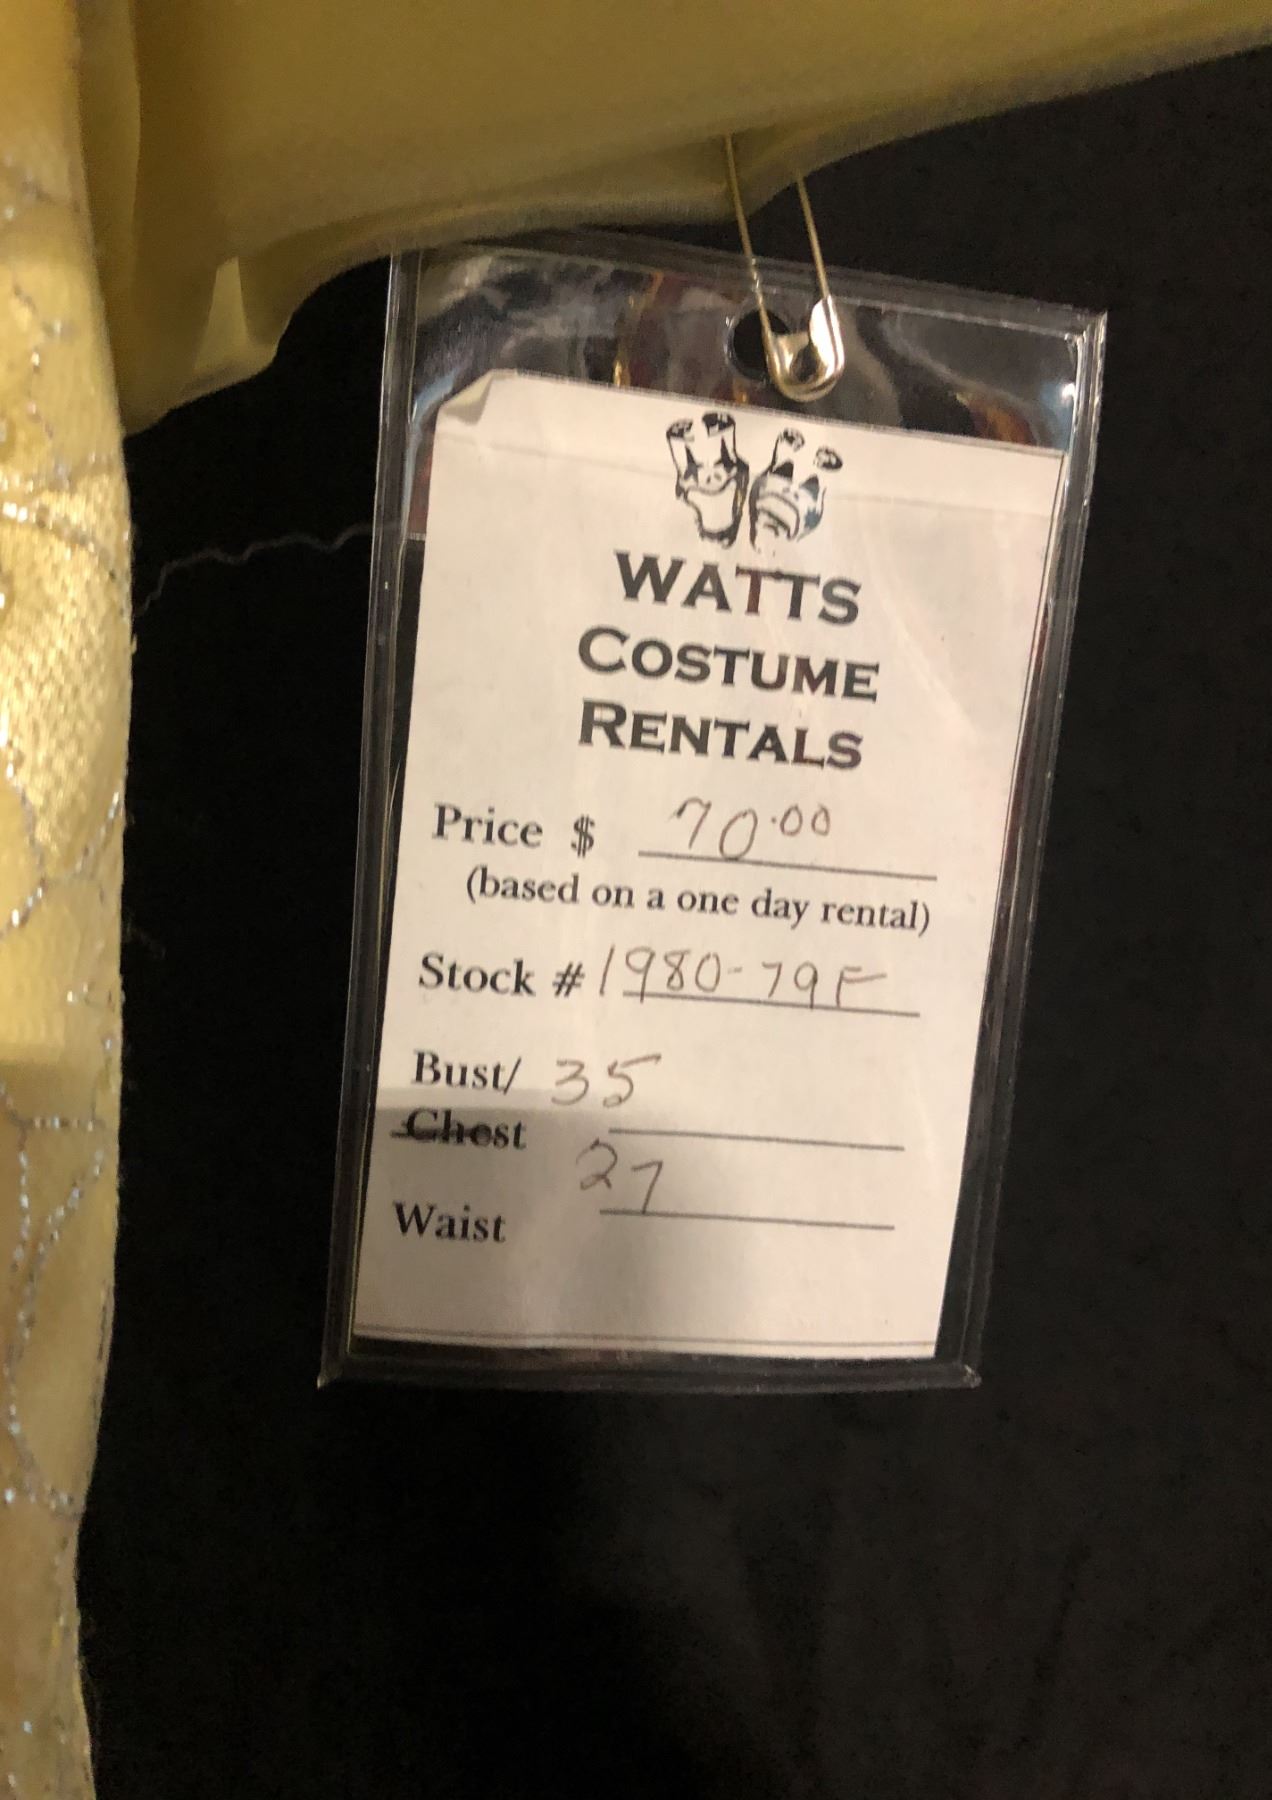 WATTS
COSTUME
RENTALS
Price $ 70.00
(based on a one day rental)
Stock # 1980-79F
Bust/ 35
Chest
Waist 27